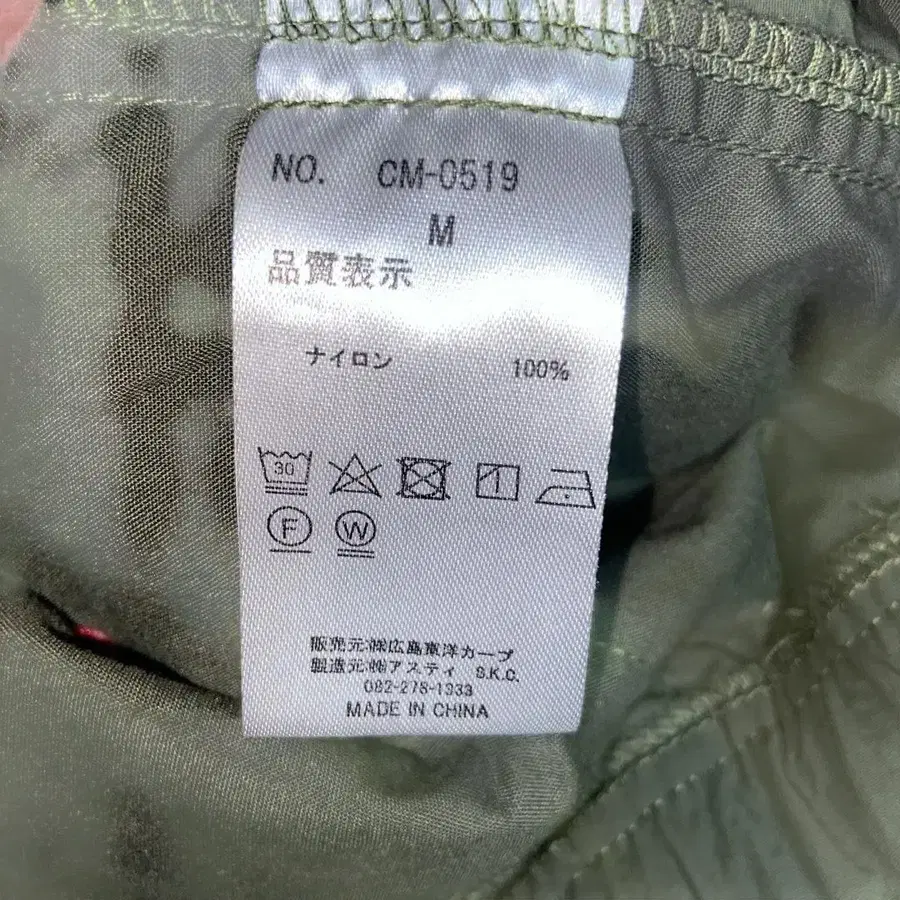 NO. CM-0519
M
品質表示
ナイロン 100%
30
F W
販売元:㈱広島東洋カープ
製造元:㈱アスティ S.K.C.
082-278-1333
MADE IN CHINA